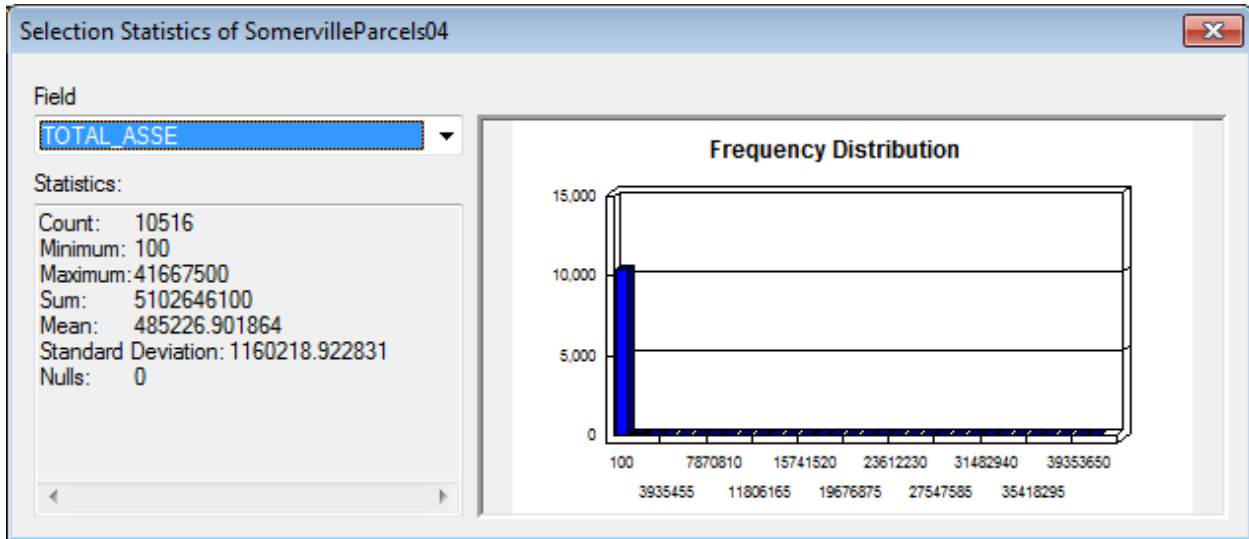 Selection Statistics of SomervilleParcels04
Field
TOTAL_ASSE
Statistics:
Count: 10516
Minimum: 100
Maximum: 41667500
Sum: 5102646100
Mean: 485226.901864
Standard Deviation: 1160218.922831
Nulls: 0
Frequency Distribution
15,000
10,000
5,000
0
100 7870810 15741520 23612230 31482940 39353650
3935455 11806165 19676875 27547585 35418295